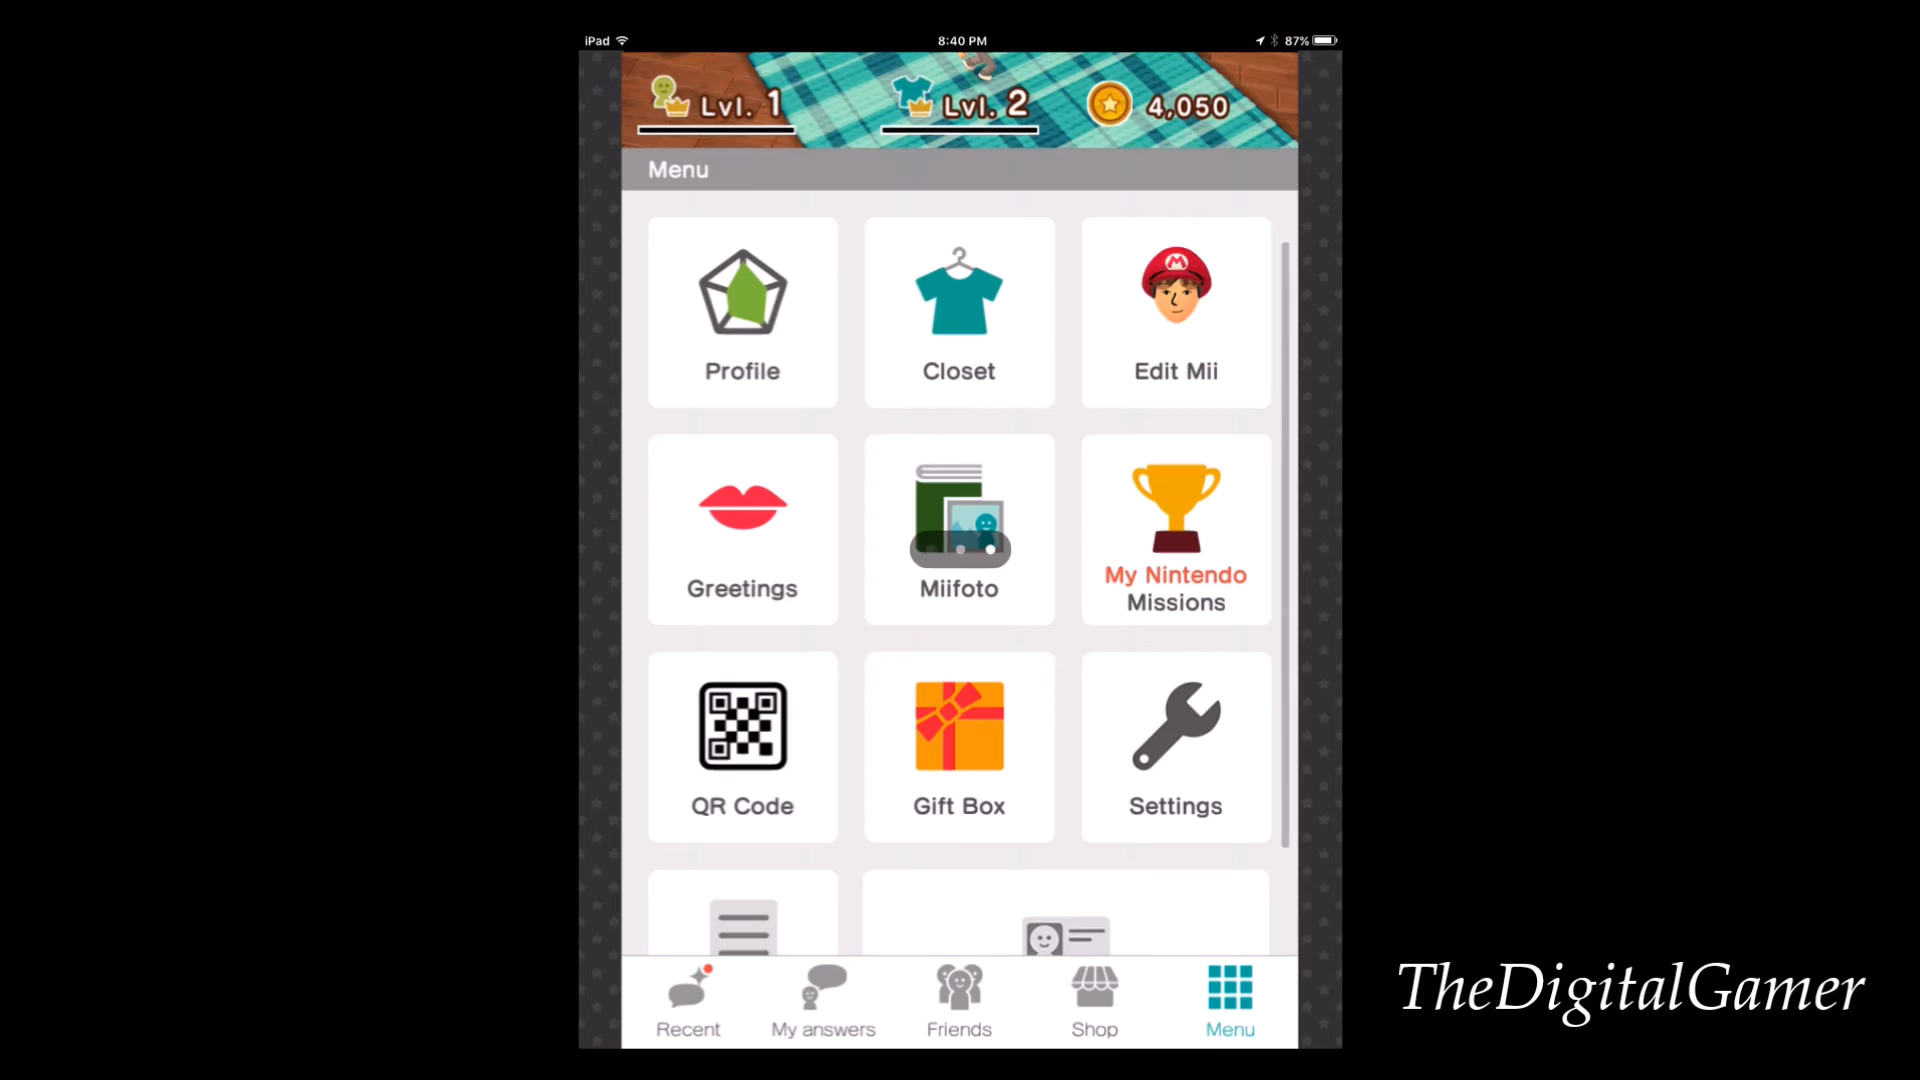 iPad 8:40 PM 87%
Lvl. 1 Lvl. 2 4,050
Menu
Profile Closet Edit Mii
M
Greetings Miifoto My Nintendo
Missions
QR Code Gift Box Settings
Recent My answers Friends Shop Menu
TheDigitalGamer